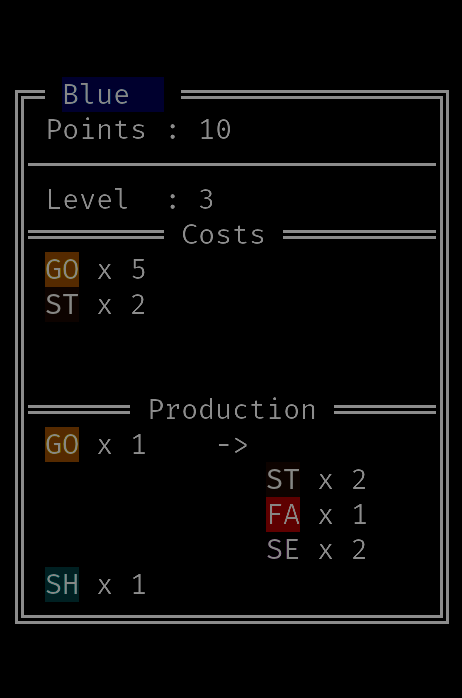 Blue
Points : 10
Level  : 3
Costs
GO x 5
ST x 2
Production
GO x 1    ->
ST x 2
FA x 1
SE x 2
SH x 1